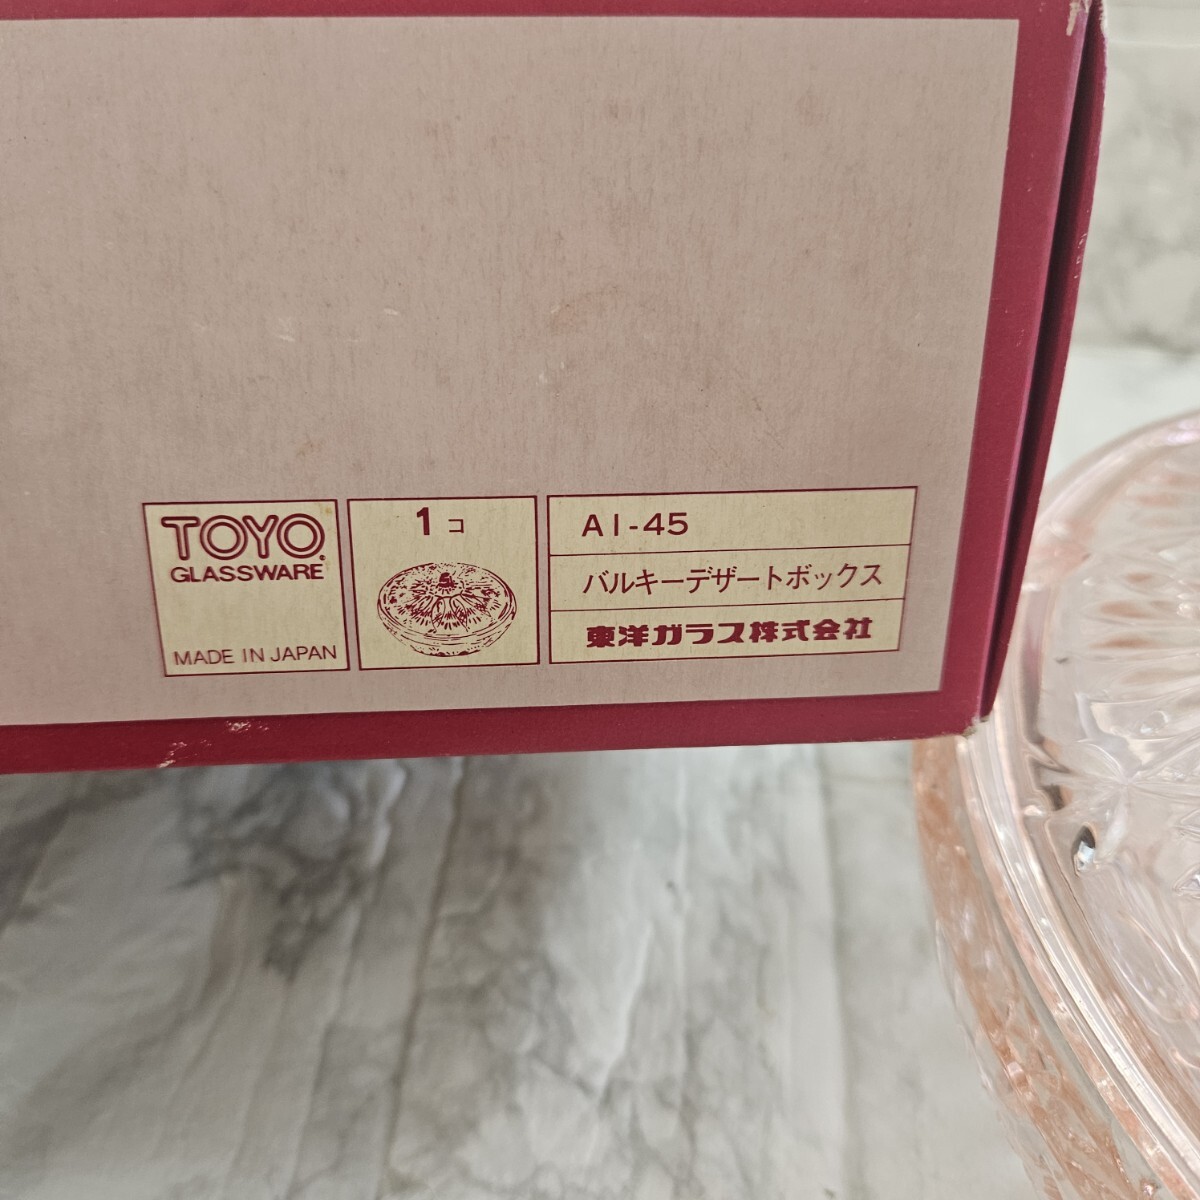 TOYO
GLASSWARE
MADE IN JAPAN
1コ
AI-45
バルキーデザートボックス
東洋ガラス株式会社